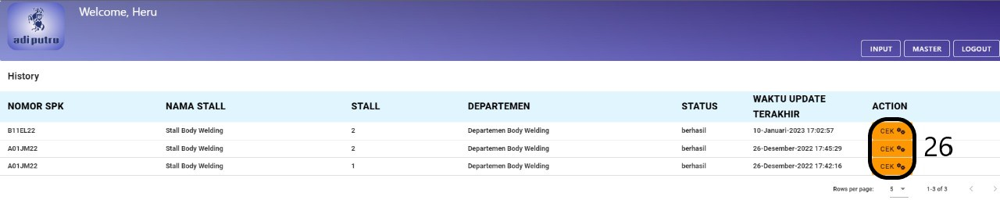 Welcome, Heru
adiputro
INPUT MASTER LOGOUT
History
NOMOR SPK NAMA STALL STALL DEPARTEMEN STATUS WAKTU UPDATE TERAKHIR ACTION
B11EL22 Stall Body Welding 2 Departemen Body Welding berhasil 10-Januari-2023 17:02:57 CEK
A01JM22 Stall Body Welding 2 Departemen Body Welding berhasil 26-Desember-2022 17:45:29 CEK
A01JM22 Stall Body Welding 1 Departemen Body Welding berhasil 26-Desember-2022 17:42:16 CEK
26
Rows per page: 5 1-3 of 3